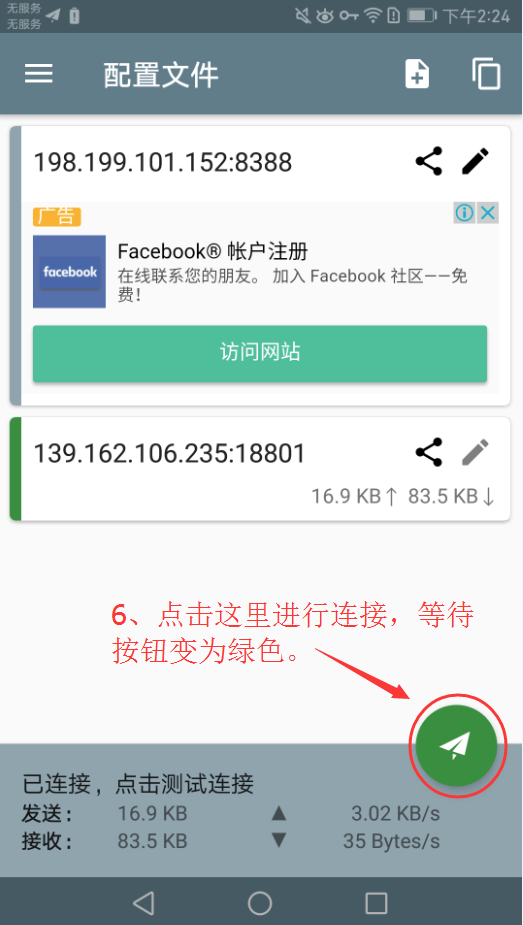 无服务
无服务
下午2:24
配置文件
198.199.101.152:8388
广告
Facebook® 帐户注册
facebook
在线联系您的朋友。 加入 Facebook 社区——免
费！
访问网站
139.162.106.235:18801
16.9 KB↑ 83.5 KB↓
6、点击这里进行连接，等待
按钮变为绿色。
已连接，点击测试连接
发送： 16.9 KB ▲ 3.02 KB/s
接收： 83.5 KB ▼ 35 Bytes/s